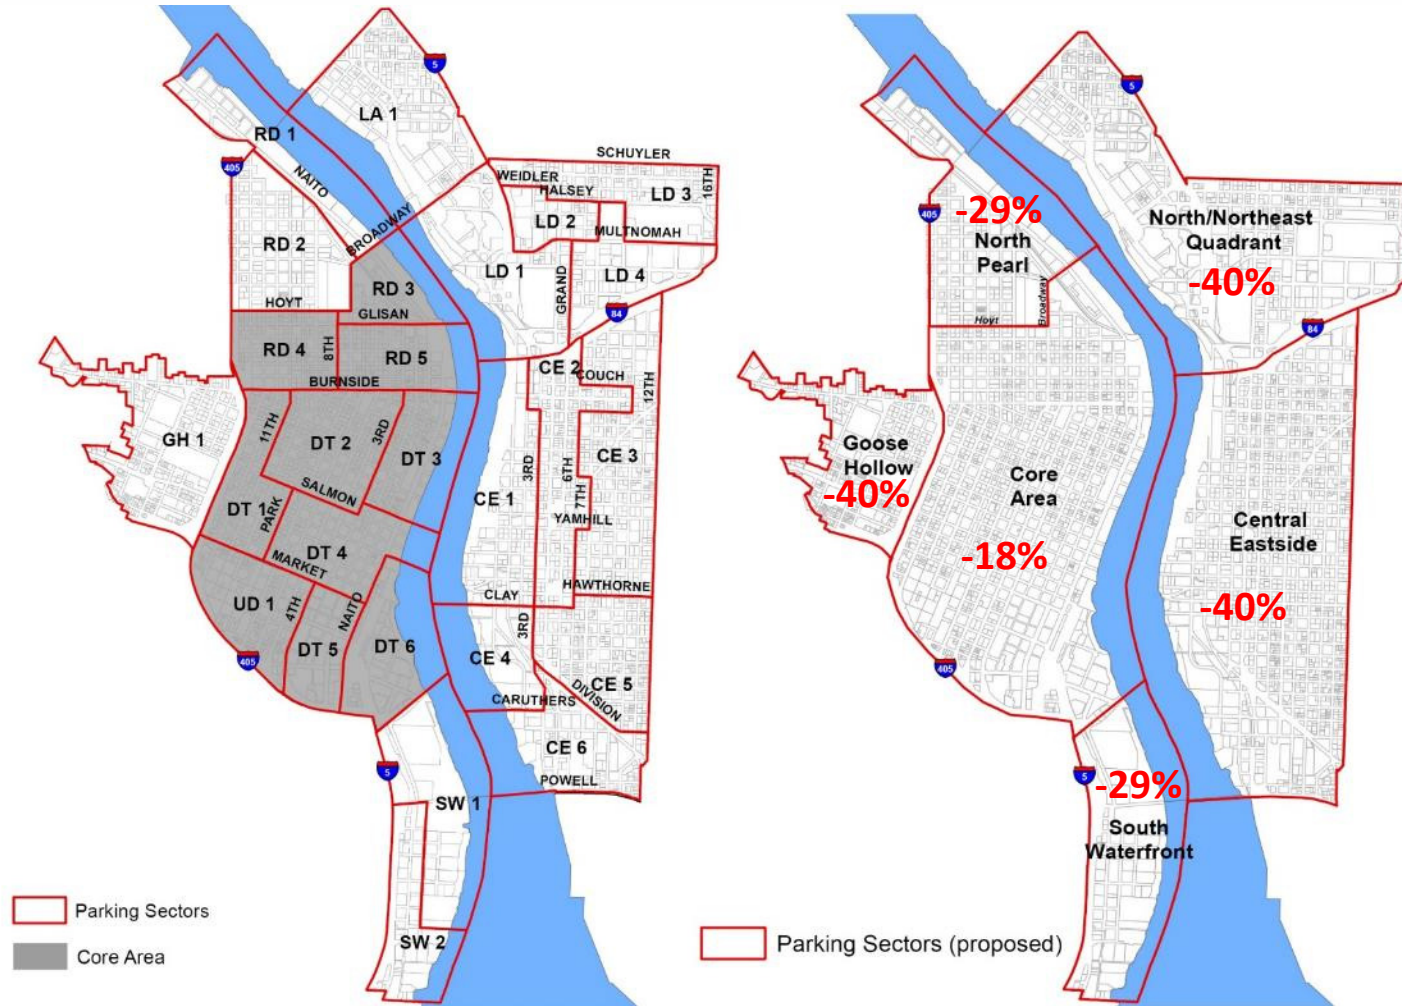 5
LA 1
RD 1
SCHUYLER
405
NAITO
WEIDLER
HALSEY
LD 3
16TH
RD 2
BROADWAY
LD 2
MULTNOMAH
LD 1
GRAND
LD 4
HOYT
RD 3
GLISAN
84
RD 4
8TH
RD 5
BURNSIDE
CE 2
COUCH
12TH
GH 1
11TH
DT 2
3RD
DT 3
3RD
6TH
CE 3
7TH
SALMON
CE 1
DT 1
PARK
YAMHILL
DT 4
MARKET
HAWTHORNE
UD 1
4TH
NAITO
CLAY
3RD
405
DT 5
DT 6
CE 4
CE 5
DIVISION
CARUTHERS
CE 6
5
POWELL
SW 1
SW 2
Parking Sectors
Core Area
5
405
-29%
North
Pearl
North/Northeast
Quadrant
-40%
Broadway
Hoyt
84
Goose
Hollow
-40%
Core
Area
-18%
Central
Eastside
-40%
405
5
-29%
South
Waterfront
Parking Sectors (proposed)